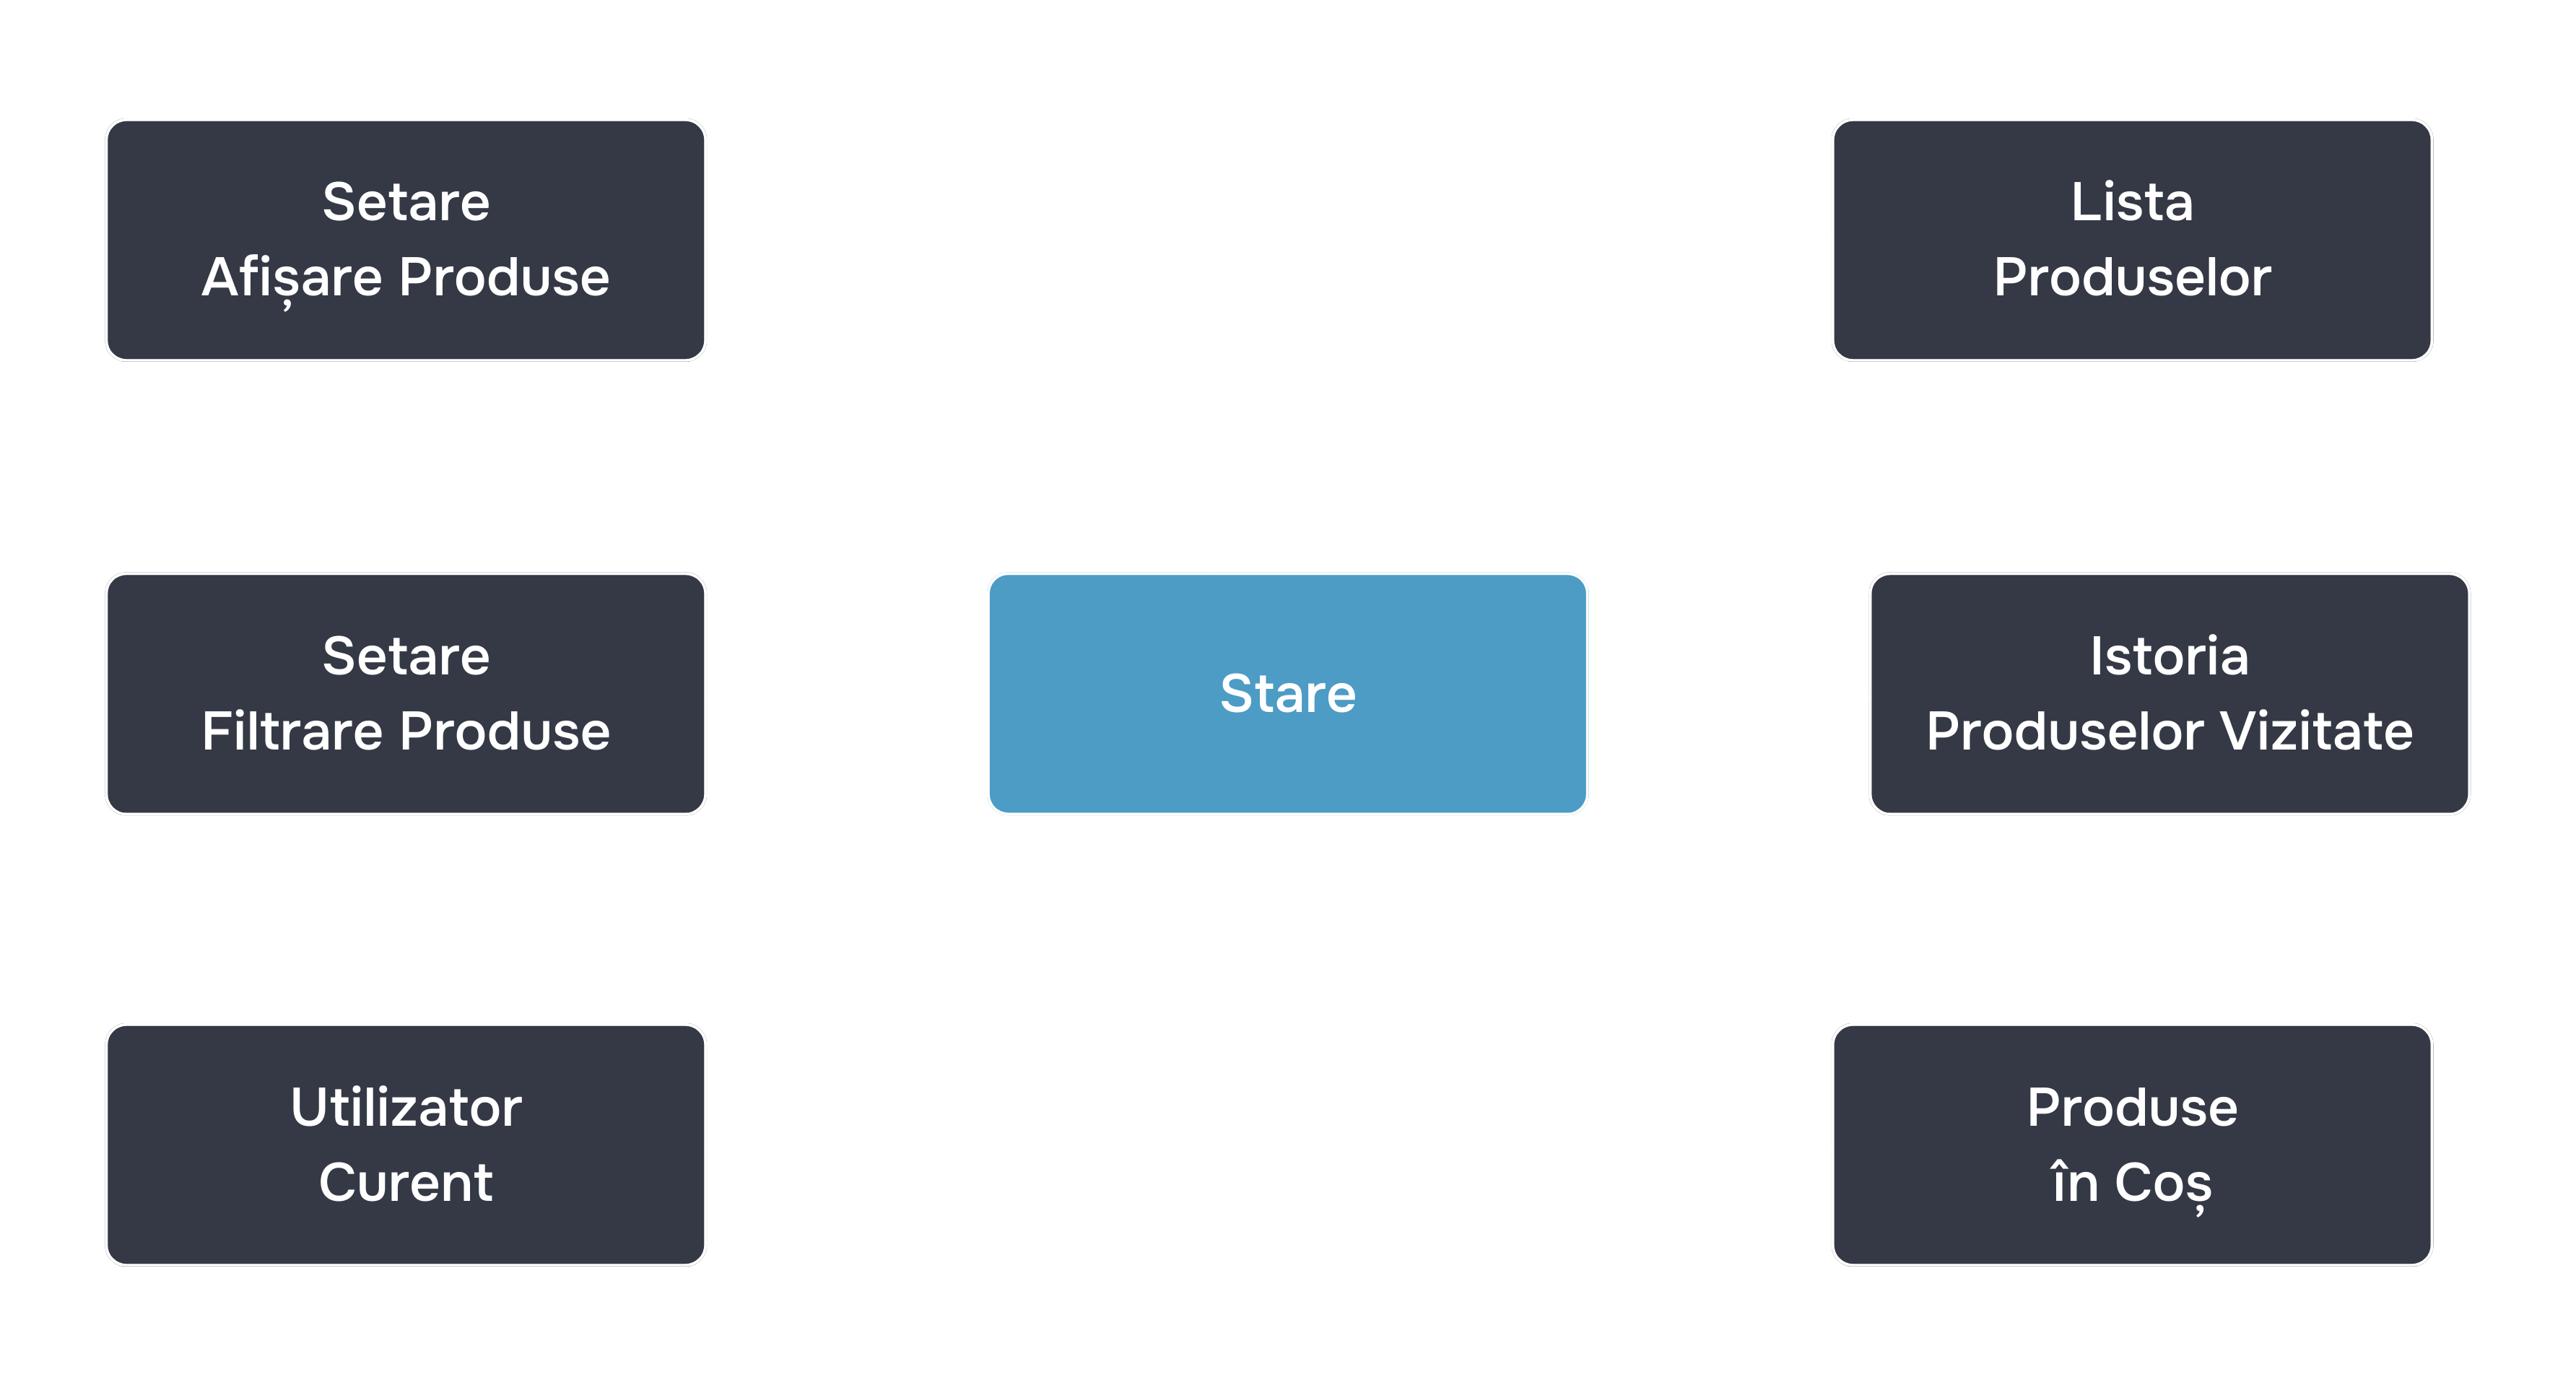 Setare
Afișare Produse
Lista
Produselor
Setare
Filtrare Produse
Stare
Istoria
Produselor Vizitate
Utilizator
Curent
Produse
în Coș